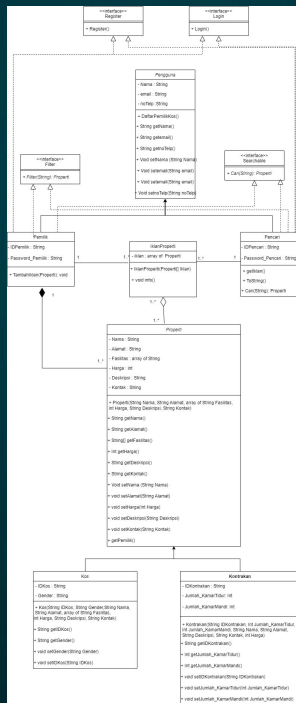 <<interface>>
Register
+ Register()
<<interface>>
Login
+ Login()
Pengguna
- Nama : String
- email : String
- noTelp: String
+ DaftarPemilikKos()
+ String getNama()
+ String getemail()
+ String getnoTelp()
+ Void setNama (String Nama)
+ Void setemail(String email)
+ Void setemail(String email)
+ Void setnoTelp(String noTelp)
<<interface>>
Filter
+ Filter(String): Properti
<<interface>>
Searchable
+ Cari(String): Properti
Pemilik
- IDPemilik : String
- Password_Pemilik : String
+ TambahIklan(Properti): void
1
1
1..*
IklanProperti
- Iklan : array of Properti
+ IklanProperti(Properti[] Iklan)
+ void info()
1..*
1
Pencari
- IDPencari : String
- Password_Pencari : String
+ getIklan()
+ ToString()
+ Cari(String): Properti
1..*
1..*
Properti
- Nama : String
- Alamat : String
- Fasilitas : array of String
- Harga : int
- Deskripsi : String
- Kontak : String
+ Properti(String Nama, String Alamat, array of String Fasilitas,
int Harga, String Deskripsi, String Kontak)
+ String getNama()
+ String getAlamat()
+ String[] getFasilitas()
+ int getHarga()
+ String getDeskripsi()
+ String getKontak()
+ Void setNama (String Nama)
+ void setAlamat(String Alamat)
+ void setHarga(int Harga)
+ void setDeskripsi(String Deskripsi)
+ void setKontak(String Kontak)
+ getPemilik()
Kos
- IDKos : String
- Gender : String
+ Kos(String IDKos, String Gender,String Nama,
String Alamat, array of String Fasilitas,
int Harga, String Deskripsi, String Kontak)
+ String getIDKos()
+ String getGender()
+ void setGender(String Gender)
+ void setIDKos(String IDKos)
Kontrakan
- IDKontrakan : String
- Jumlah_KamarTidur: int
- Jumlah_KamarMandi: int
+ Kontrakan(String IDKontrakan, int Jumlah_KamarTidur,
int Jumlah_KamarMandi, String Nama, String Alamat,
String Deskripsi, String Kontak, int Harga)
+ String getIDKontrakan()
+ int getJumlah_KamarTidur()
+ int getJumlah_KamarMandi()
+ void setIDKontrakan(String IDKontrakan)
+ void setJumlah_KamarTidur(int Jumlah_KamarTidur)
+ void setJumlah_KamarMandi(int Jumlah_KamarMandi)